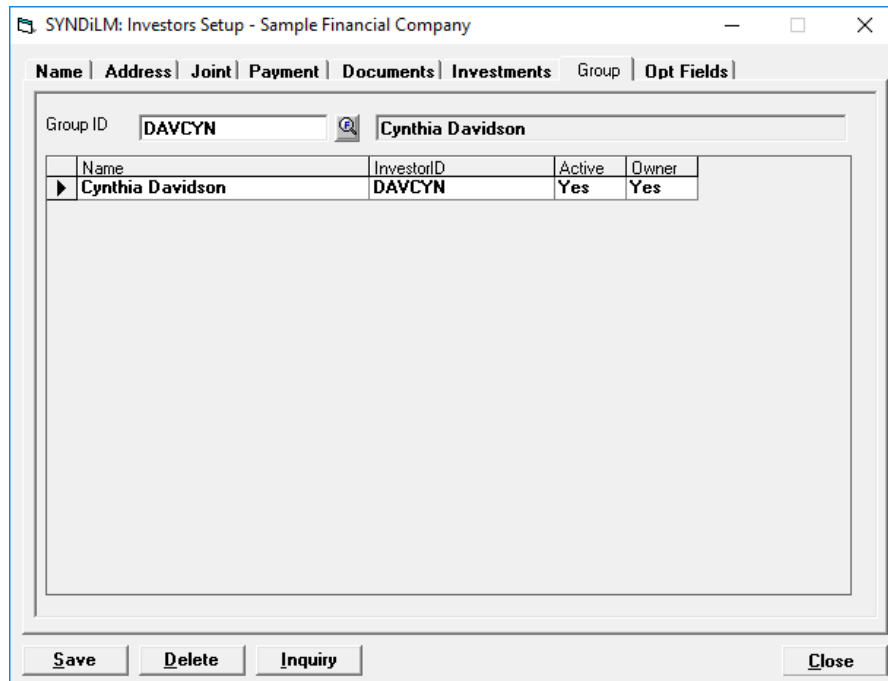 SYNDiLM: Investors Setup - Sample Financial Company
Name Address Joint Payment Documents Investments Group Opt Fields
Group ID DAVCYN Cynthia Davidson
Name InvestorID Active Owner
Cynthia Davidson DAVCYN Yes Yes
Save Delete Inquiry Close